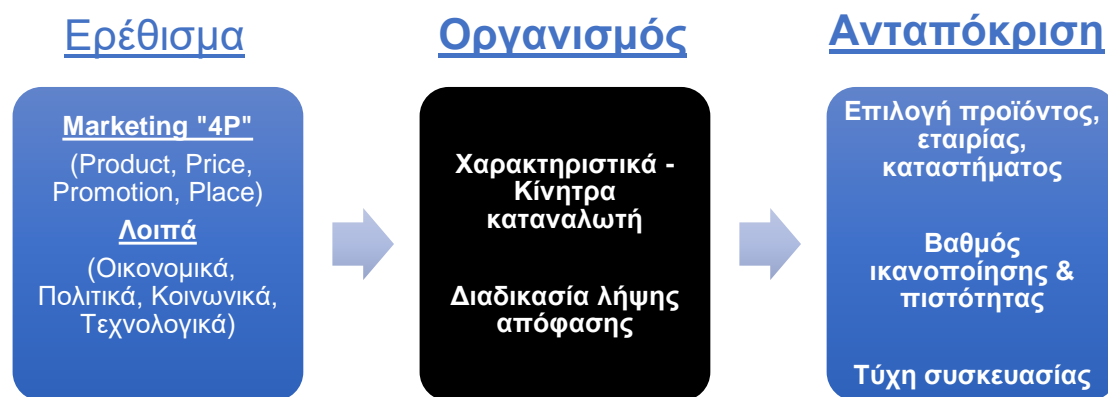 Ερέθισμα
Οργανισμός
Ανταπόκριση
Marketing "4P"
(Product, Price,
Promotion, Place)
Λοιπά
(Οικονομικά,
Πολιτικά, Κοινωνικά,
Τεχνολογικά)
Χαρακτηριστικά -
Κίνητρα
καταναλωτή
Διαδικασία λήψης
απόφασης
Επιλογή προϊόντος,
εταιρίας,
καταστήματος
Βαθμός
ικανοποίησης &
πιστότητας
Τύχη συσκευασίας